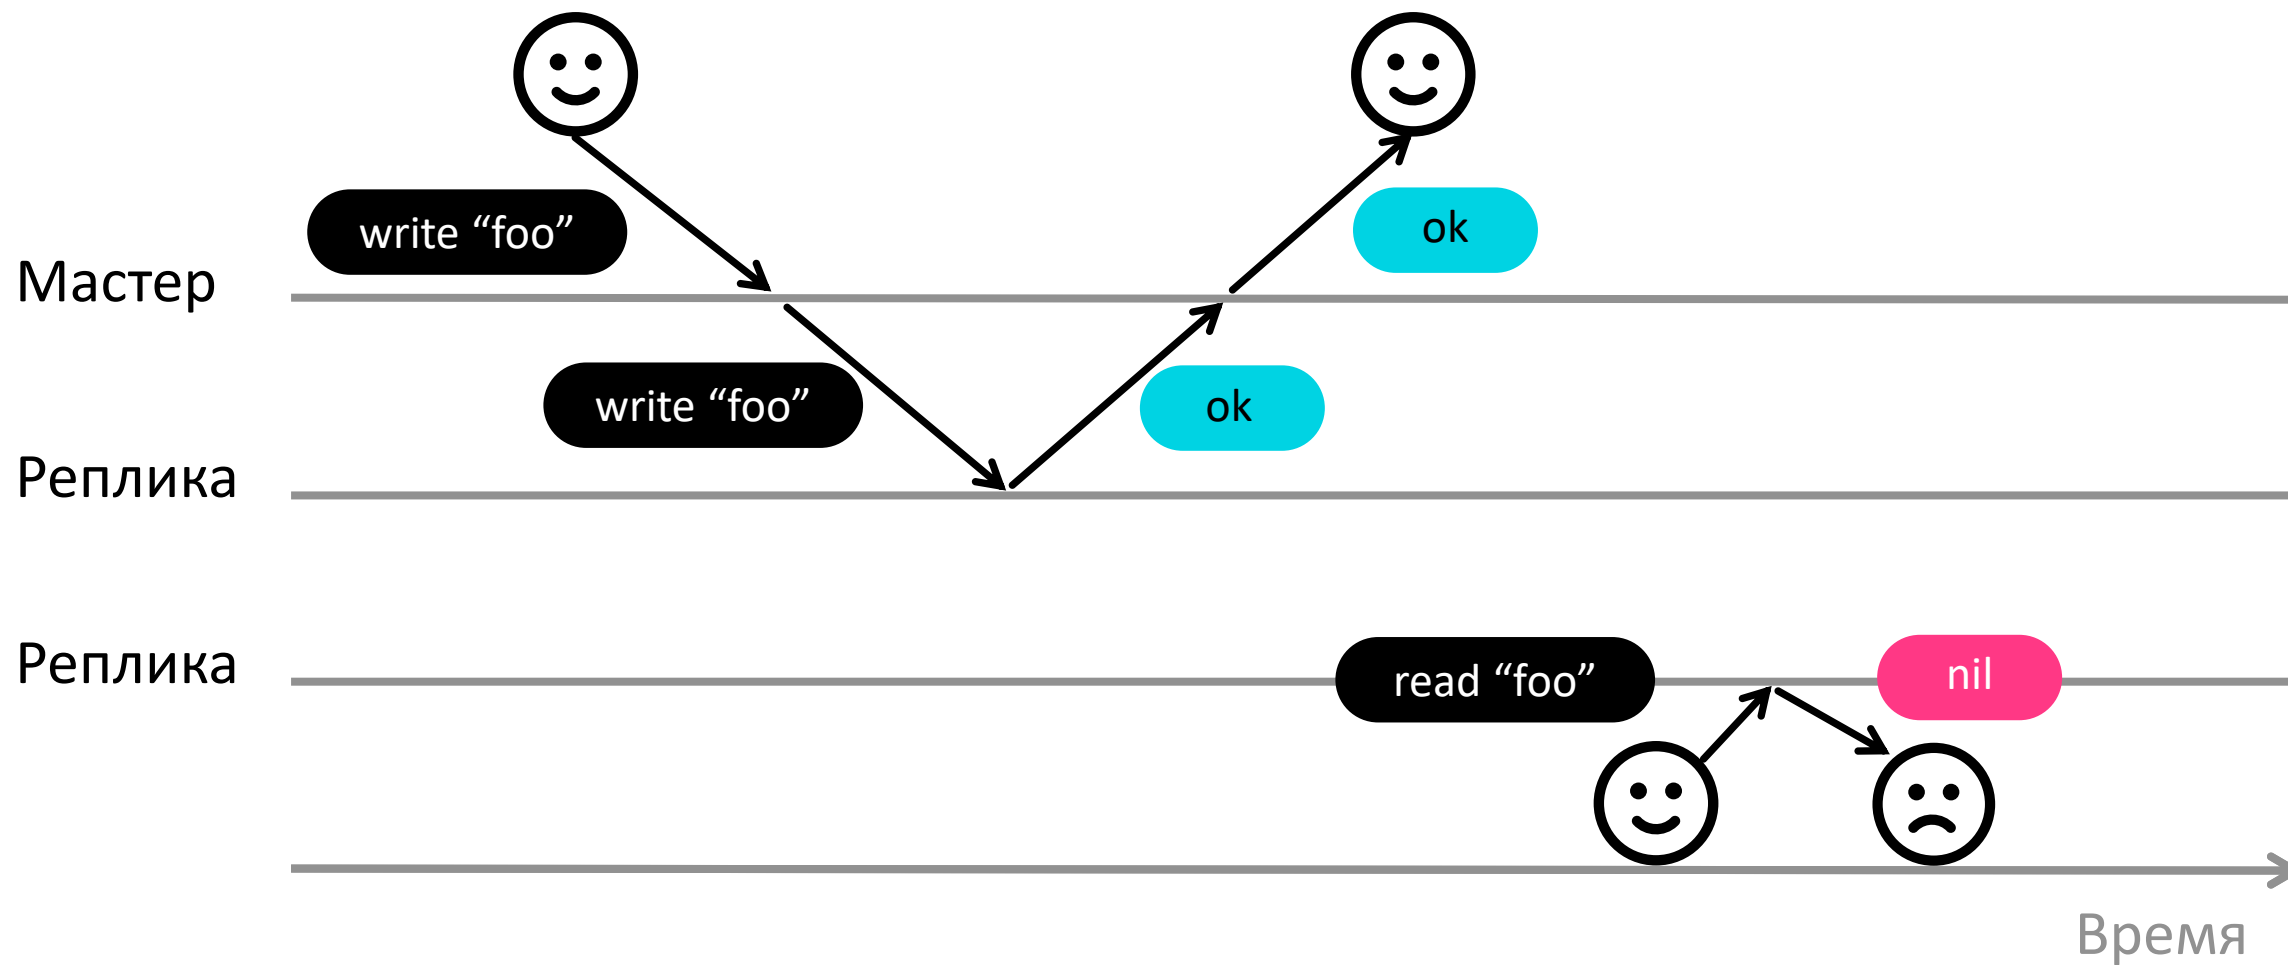 write “foo”
ok
Мастер
write “foo”
ok
Реплика
Реплика
read “foo”
nil
Время